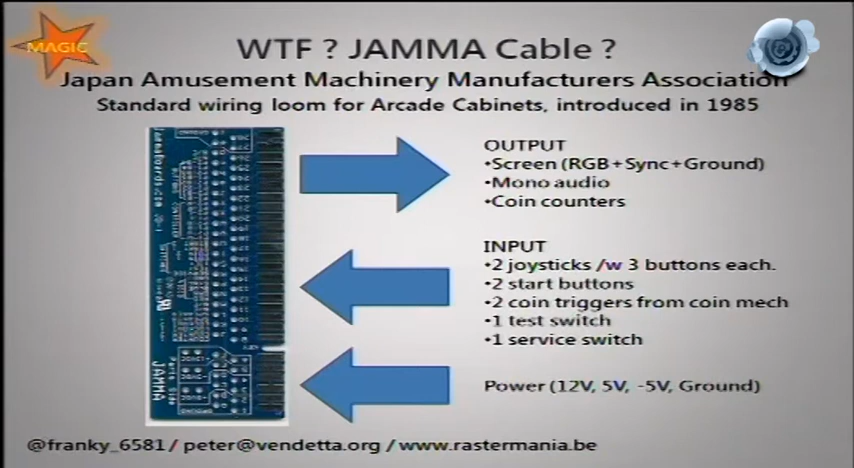 MAGIC
WTF ? JAMMA Cable ?
Japan Amusement Machinery Manufacturers Association
Standard wiring loom for Arcade Cabinets, introduced in 1985
OUTPUT
•Screen (RGB+Sync+Ground)
•Mono audio
•Coin counters
INPUT
•2 joysticks /w 3 buttons each.
•2 start buttons
•2 coin triggers from coin mech
•1 test switch
•1 service switch
Power (12V, 5V, -5V, Ground)
JAMMA
@franky_6581/ peter@vendetta.org /www.rastermania.be